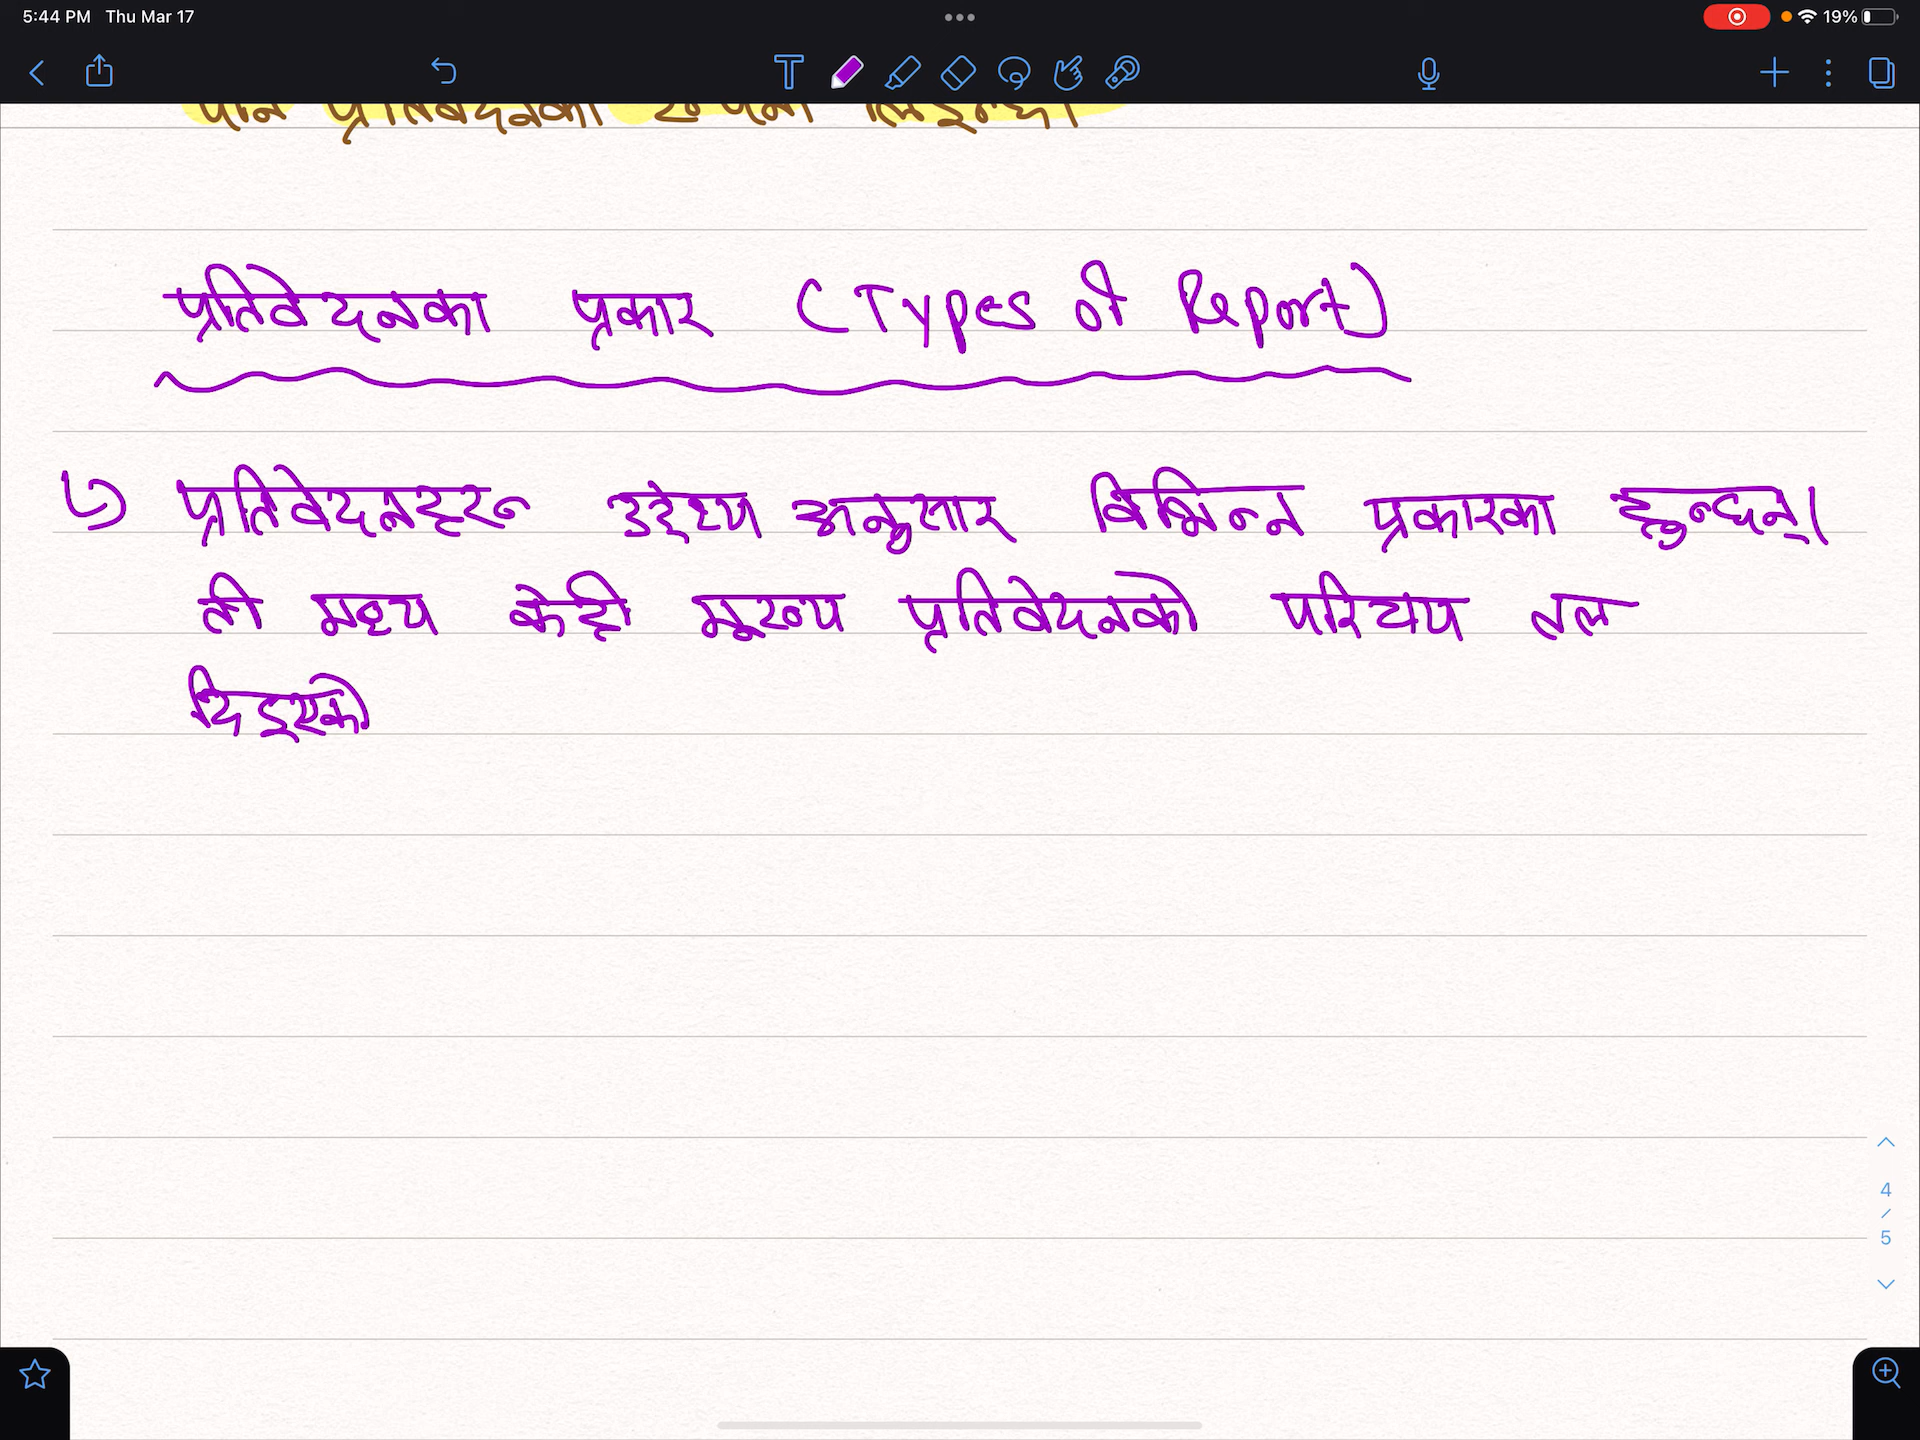 5:44 PM Thu Mar 17
19%
प्रतिवेदनका प्रकार (Types of Report)
प्रतिवेदनहरू उद्देश्य अनुसार विभिन्न प्रकारका हुन्छन्।
ती मध्य केही मुख्य प्रतिवेदनको परिचय तल
दिइएको
4
/
5